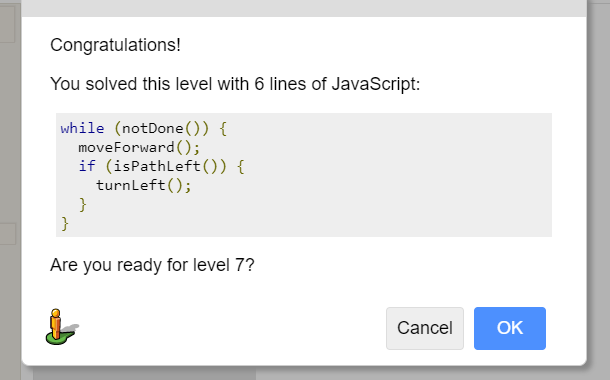 Congratulations!
You solved this level with 6 lines of JavaScript:
while (notDone()) {
  moveForward();
  if (isPathLeft()) {
    turnLeft();
  }
}
Are you ready for level 7?
Cancel
OK